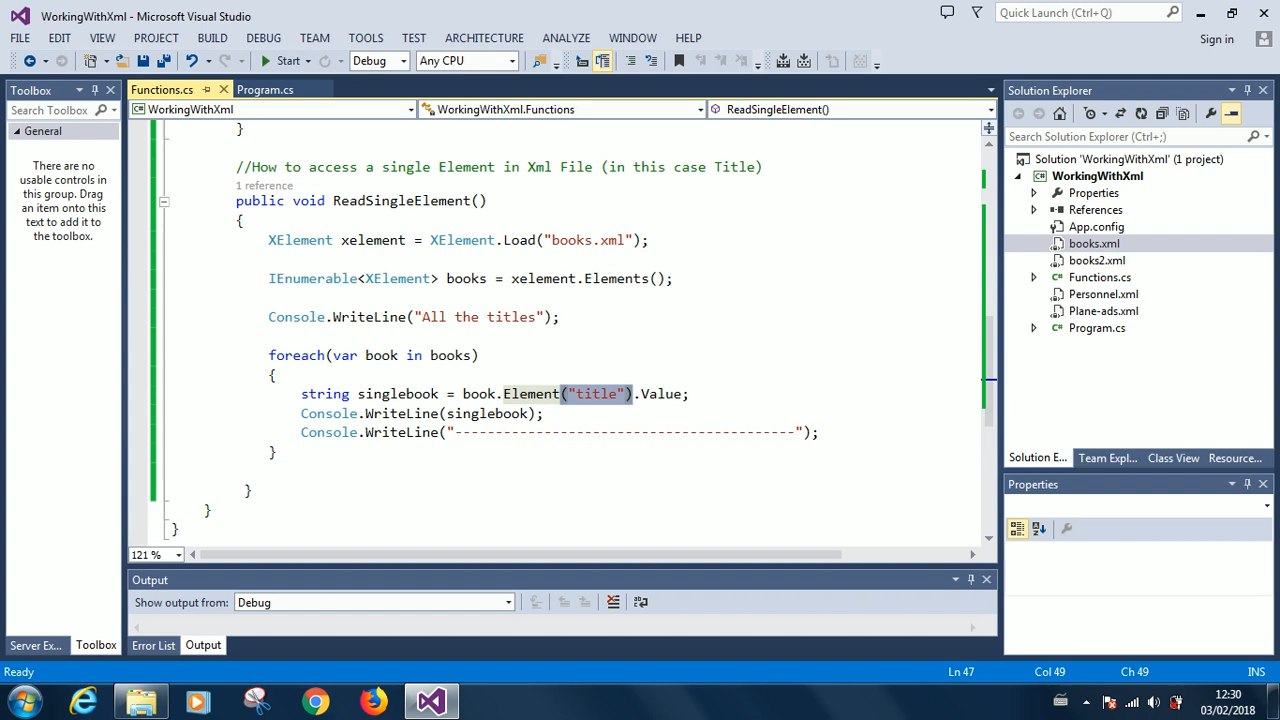 WorkingWithXml - Microsoft Visual Studio
Quick Launch (Ctrl+Q)
FILE EDIT VIEW PROJECT BUILD DEBUG TEAM TOOLS TEST ARCHITECTURE ANALYZE WINDOW HELP
Sign in
Start Debug Any CPU
Toolbox
Search Toolbox
General
There are no
usable controls in
this group. Drag
an item onto this
text to add it to
the toolbox.
Server Ex... Toolbox
Functions.cs Program.cs
WorkingWithXml WorkingWithXml.Functions ReadSingleElement()
}
//How to access a single Element in Xml File (in this case Title)
1 reference
public void ReadSingleElement()
{
XElement xelement = XElement.Load("books.xml");
IEnumerable<XElement> books = xelement.Elements();
Console.WriteLine("All the titles");
foreach(var book in books)
{
string singlebook = book.Element("title").Value;
Console.WriteLine(singlebook);
Console.WriteLine("------------------------------------------");
}
}
}
}
121 %
Output
Show output from: Debug
Error List Output
Solution Explorer
Search Solution Explorer (Ctrl+;)
Solution 'WorkingWithXml' (1 project)
WorkingWithXml
Properties
References
App.config
books.xml
books2.xml
Functions.cs
Personnel.xml
Plane-ads.xml
Program.cs
Solution E... Team Expl... Class View Resource...
Properties
Ready Ln 47 Col 49 Ch 49 INS
12:30
03/02/2018